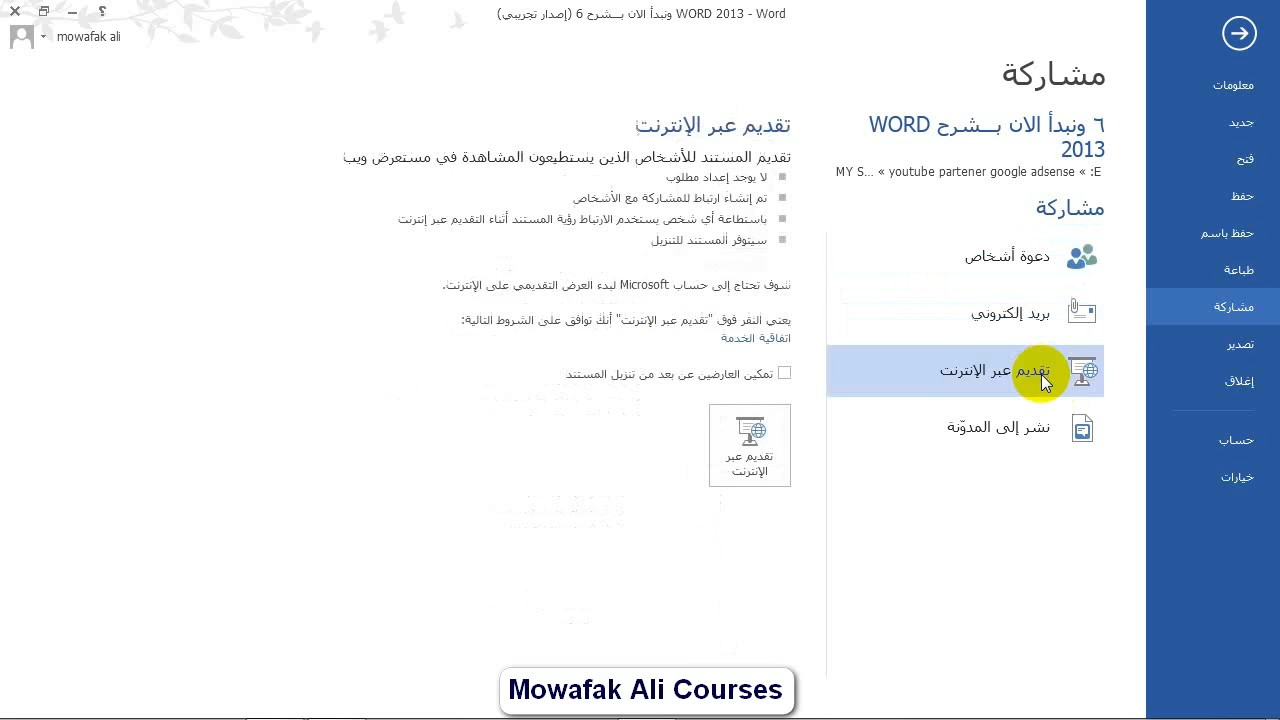 WORD 2013 ونبدأ الان بـــشرح 6 (إصدار تجريبي) - Word
mowafak ali
معلومات
جديد
فتح
حفظ
حفظ باسم
طباعة
مشاركة
تصدير
إغلاق
حساب
خيارات
مشاركة
٦ ونبدأ الان بـــشرح WORD
2013
E: » youtube partener google adsense » MY S...
مشاركة
دعوة أشخاص
بريد إلكتروني
تقديم عبر الإنترنت
نشر إلى المدوّنة
تقديم عبر الإنترنت
تقديم المستند للأشخاص الذين يستطيعون المشاهدة في مستعرض ويب
لا يوجد إعداد مطلوب
تم إنشاء ارتباط للمشاركة مع الأشخاص
باستطاعة أي شخص يستخدم الارتباط رؤية المستند أثناء التقديم عبر إنترنت
سيتوفر المستند للتنزيل
سوف تحتاج إلى حساب Microsoft لبدء العرض التقديمي على الإنترنت.
يعني النقر فوق "تقديم عبر الإنترنت" أنك توافق على الشروط التالية:
اتفاقية الخدمة
تمكين العارضين عن بعد من تنزيل المستند
تقديم عبر
الإنترنت
Mowafak Ali Courses